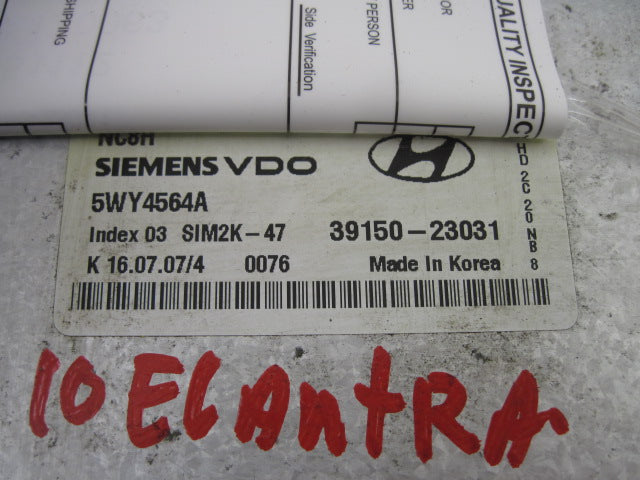 SHIPPING
Side Verification
PERSON
OR
QUALITY INSPEC
SIEMENS VDO
5WY4564A
Index 03 SIM2K-47 39150-23031
K 16.07.07/4 0076 Made In Korea
HD 2C 20 NB 8
10 ELAntRA